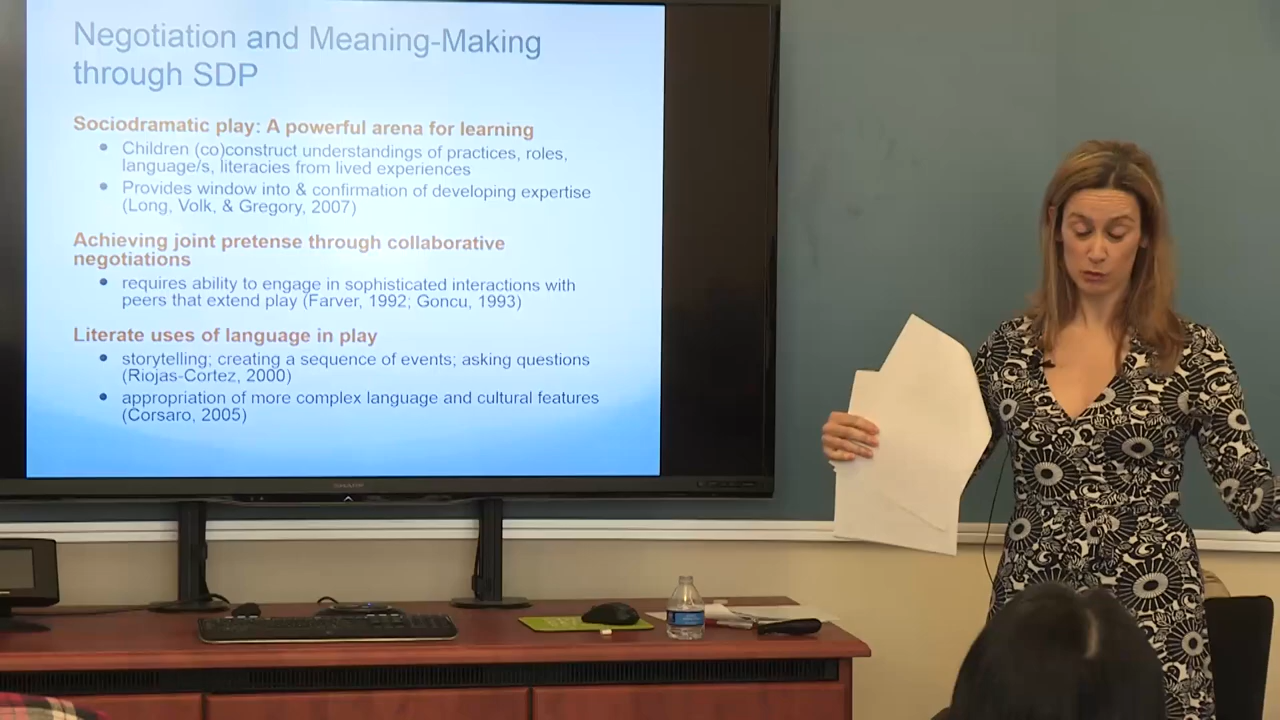 Negotiation and Meaning-Making
through SDP
Sociodramatic play: A powerful arena for learning
• Children (co)construct understandings of practices, roles,
language/s, literacies from lived experiences
• Provides window into & confirmation of developing expertise
(Long, Volk, & Gregory, 2007)
Achieving joint pretense through collaborative
negotiations
• requires ability to engage in sophisticated interactions with
peers that extend play (Farver, 1992; Goncu, 1993)
Literate uses of language in play
• storytelling; creating a sequence of events; asking questions
(Riojas-Cortez, 2000)
• appropriation of more complex language and cultural features
(Corsaro, 2005)
SHARP